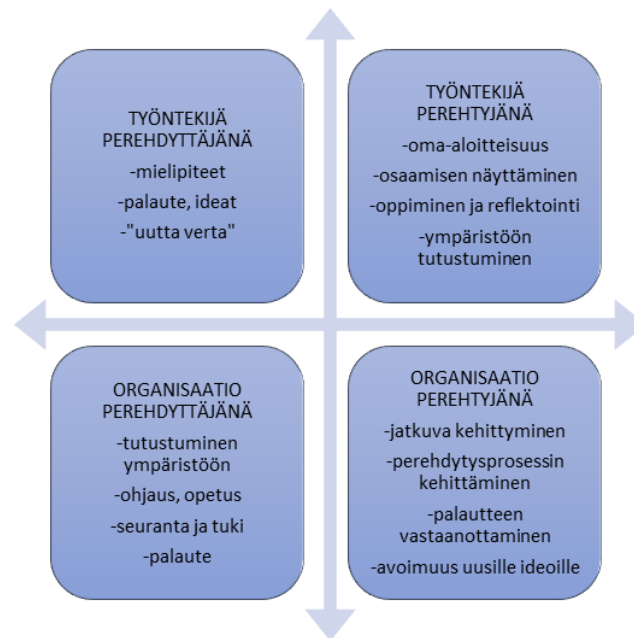 TYÖNTEKIJÄ
PEREHDYTTÄJÄNÄ
-mielipiteet
-palaute, ideat
-"uutta verta"
TYÖNTEKIJÄ
PEREHTYJÄNÄ
-oma-aloitteisuus
-osaamisen näyttäminen
-oppiminen ja reflektointi
-ympäristöön
tutustuminen
ORGANISAATIO
PEREHDYTTÄJÄNÄ
-tutustuminen
ympäristöön
-ohjaus, opetus
-seuranta ja tuki
-palaute
ORGANISAATIO
PEREHTYJÄNÄ
-jatkuva kehittyminen
-perehdytysprosessin
kehittäminen
-palautteen
vastaanottaminen
-avoimuus uusille ideoille